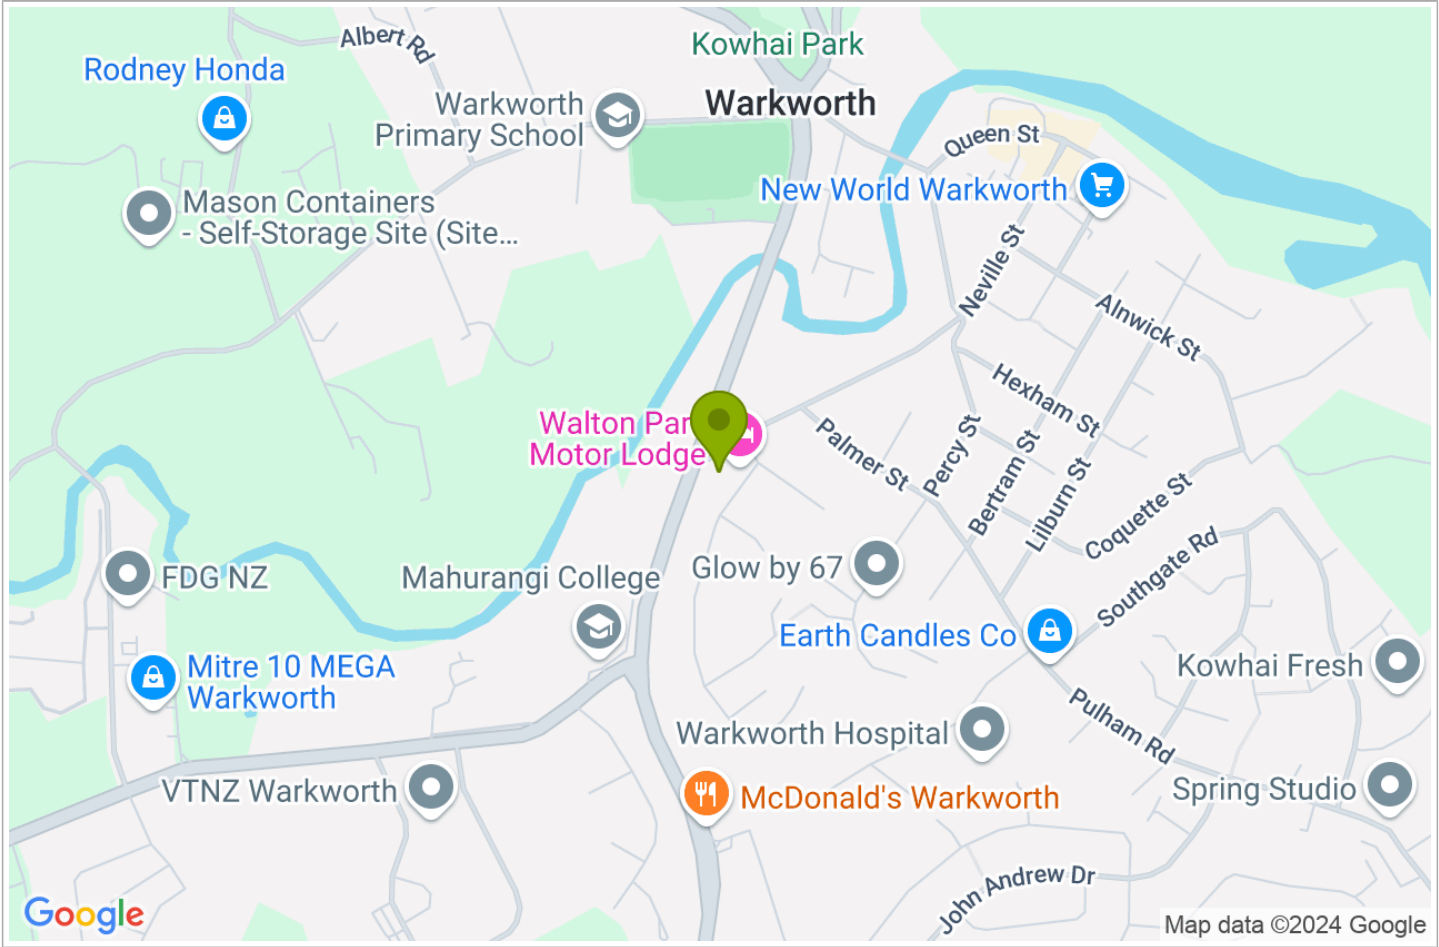 Albert Rd
Kowhai Park
Rodney Honda
Warkworth
Primary School
Warkworth
Queen St
New World Warkworth
Mason Containers
- Self-Storage Site (Site...
Neville St
Alnwick St
Hexham St
Walton Par
Motor Lodge
Palmer St
Percy St
Bertram St
Lilburn St
Coquette St
Southgate Rd
FDG NZ
Mahurangi College
Glow by 67
Earth Candles Co
Kowhai Fresh
Mitre 10 MEGA
Warkworth
Warkworth Hospital
Pulham Rd
VTNZ Warkworth
McDonald's Warkworth
Spring Studio
John Andrew Dr
Google
Map data ©2024 Google